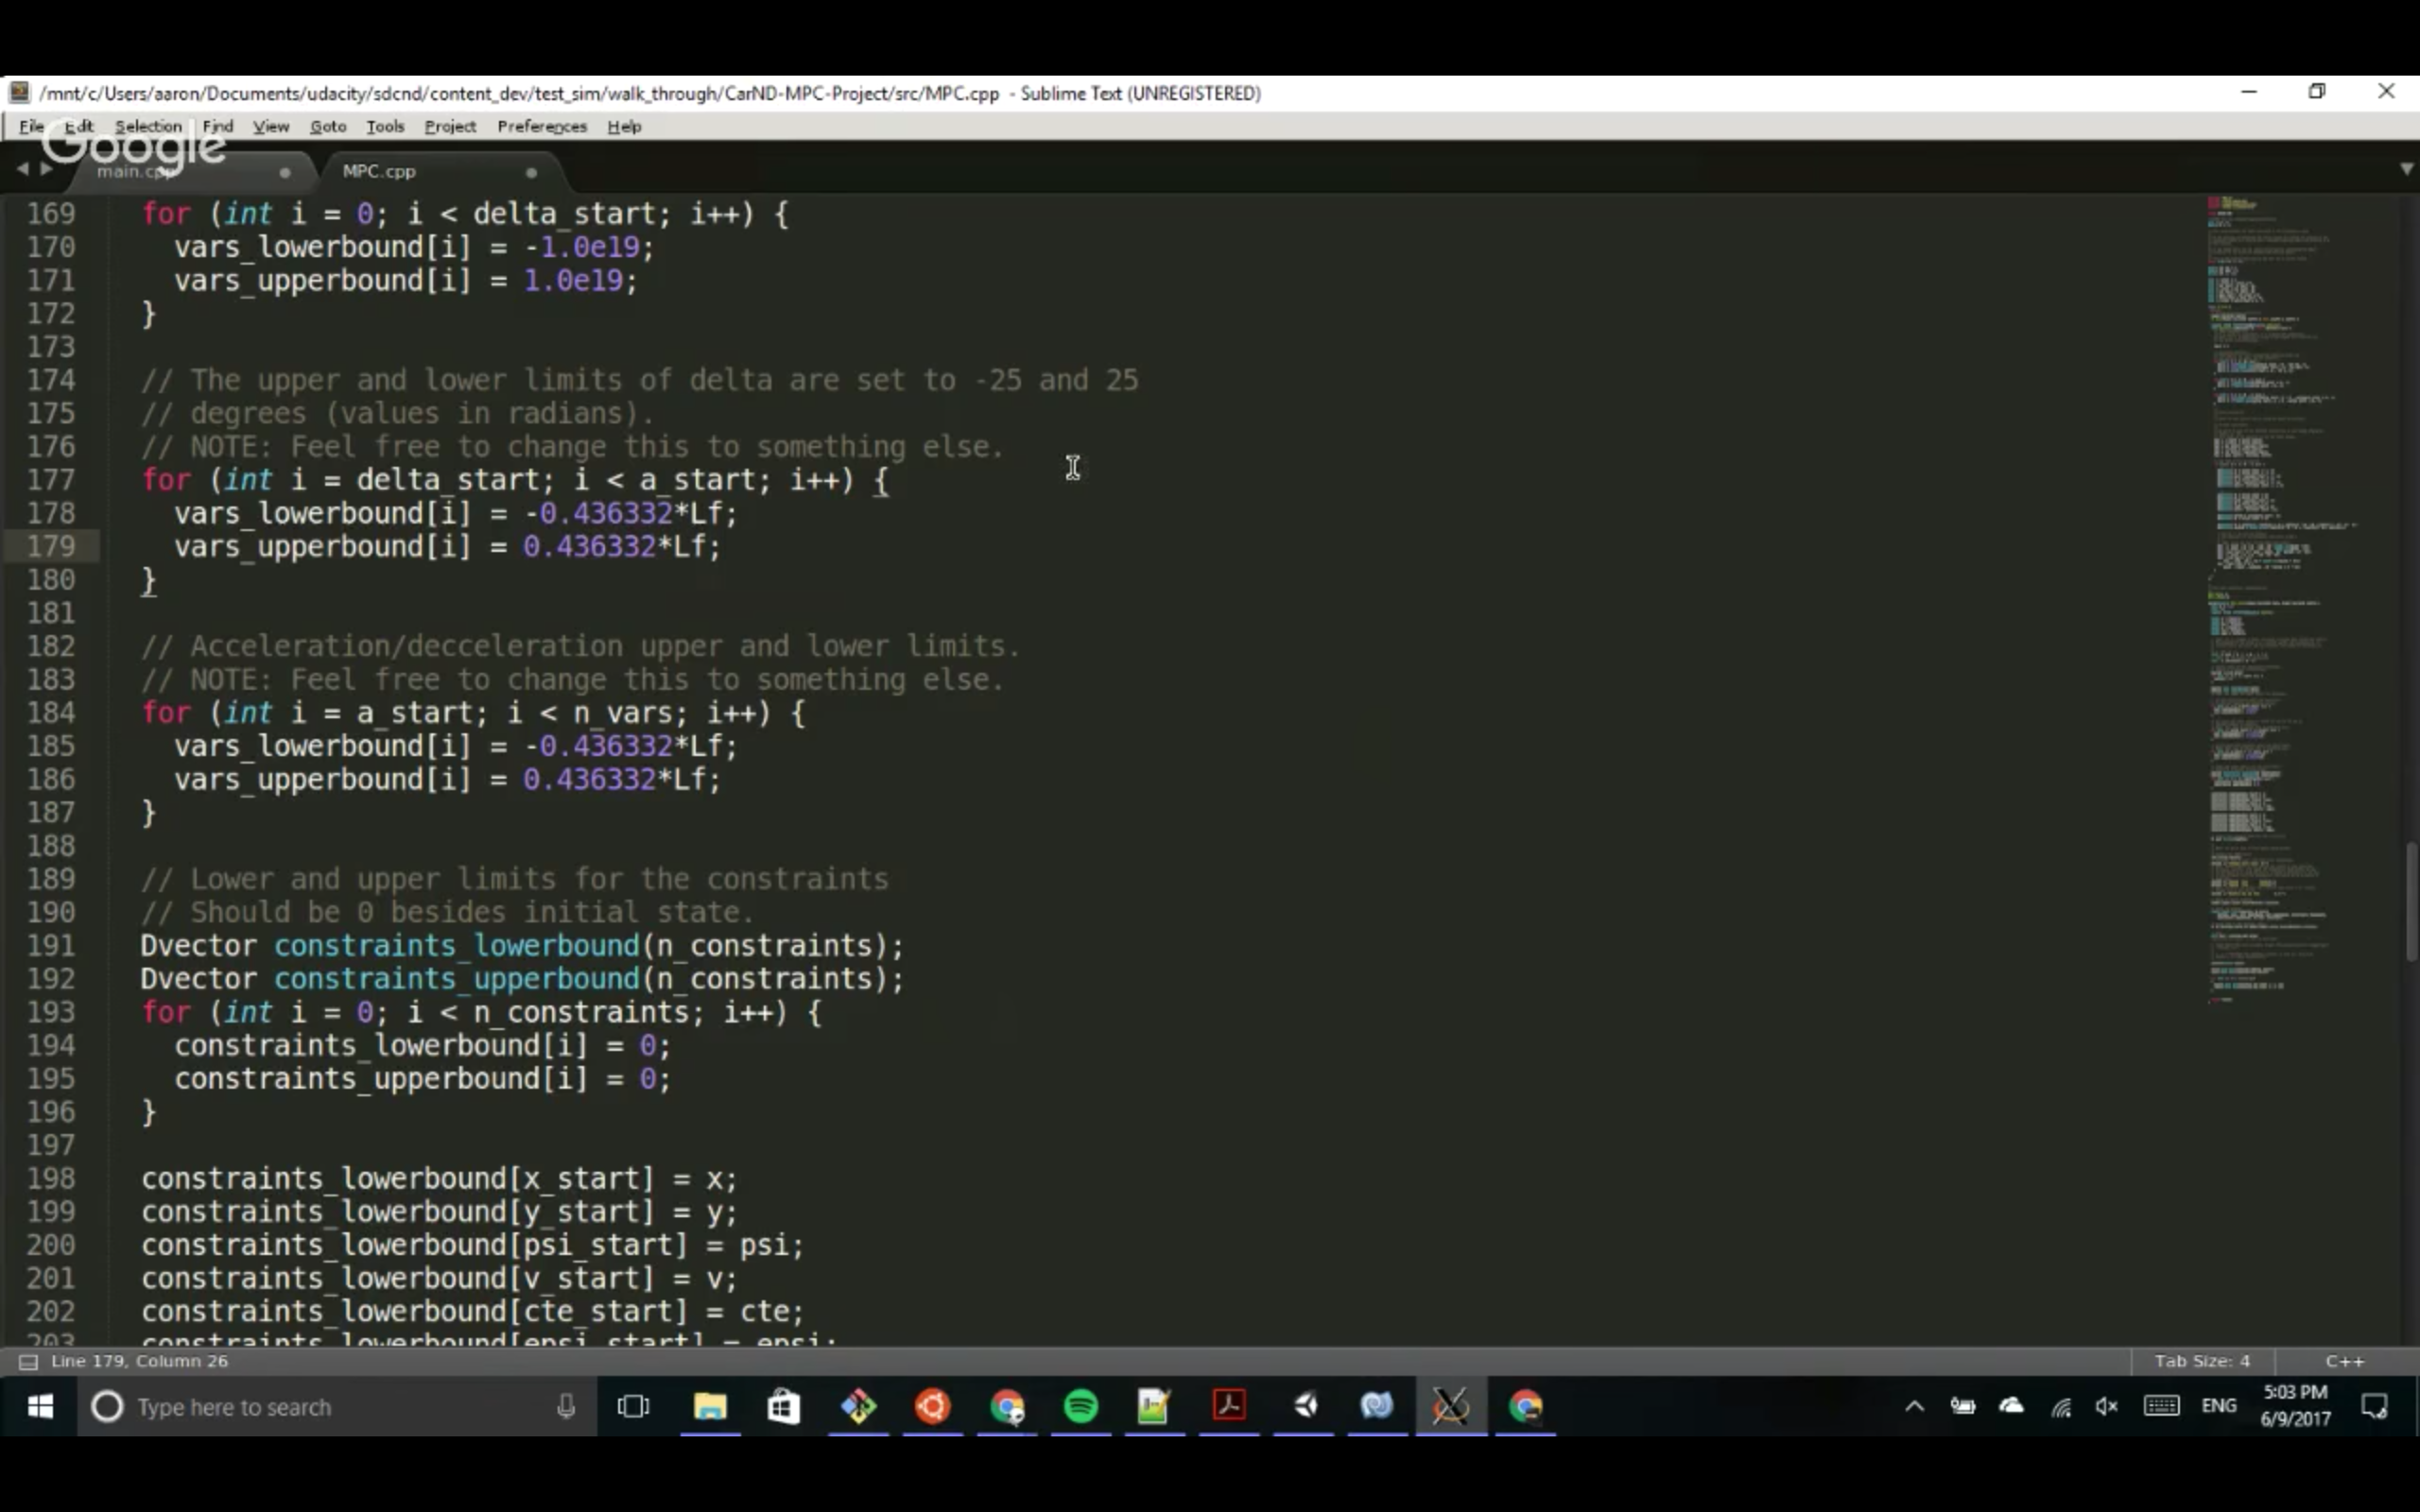 /mnt/c/Users/aaron/Documents/udacity/sdcnd/content_dev/test_sim/walk_through/CarND-MPC-Project/src/MPC.cpp - Sublime Text (UNREGISTERED)
File Edit Selection Find View Goto Tools Project Preferences Help
Google
main.cpp MPC.cpp
169 for (int i = 0; i < delta_start; i++) {
170 vars_lowerbound[i] = -1.0e19;
171 vars_upperbound[i] = 1.0e19;
172 }
173
174 // The upper and lower limits of delta are set to -25 and 25
175 // degrees (values in radians).
176 // NOTE: Feel free to change this to something else.
177 for (int i = delta_start; i < a_start; i++) {
178 vars_lowerbound[i] = -0.436332*Lf;
179 vars_upperbound[i] = 0.436332*Lf;
180 }
181
182 // Acceleration/decceleration upper and lower limits.
183 // NOTE: Feel free to change this to something else.
184 for (int i = a_start; i < n_vars; i++) {
185 vars_lowerbound[i] = -0.436332*Lf;
186 vars_upperbound[i] = 0.436332*Lf;
187 }
188
189 // Lower and upper limits for the constraints
190 // Should be 0 besides initial state.
191 Dvector constraints_lowerbound(n_constraints);
192 Dvector constraints_upperbound(n_constraints);
193 for (int i = 0; i < n_constraints; i++) {
194 constraints_lowerbound[i] = 0;
195 constraints_upperbound[i] = 0;
196 }
197
198 constraints_lowerbound[x_start] = x;
199 constraints_lowerbound[y_start] = y;
200 constraints_lowerbound[psi_start] = psi;
201 constraints_lowerbound[v_start] = v;
202 constraints_lowerbound[cte_start] = cte;
203 constraints_lowerbound[epsi_start] = epsi;
Line 179, Column 26 Tab Size: 4 C++
Type here to search ENG 5:03 PM
6/9/2017